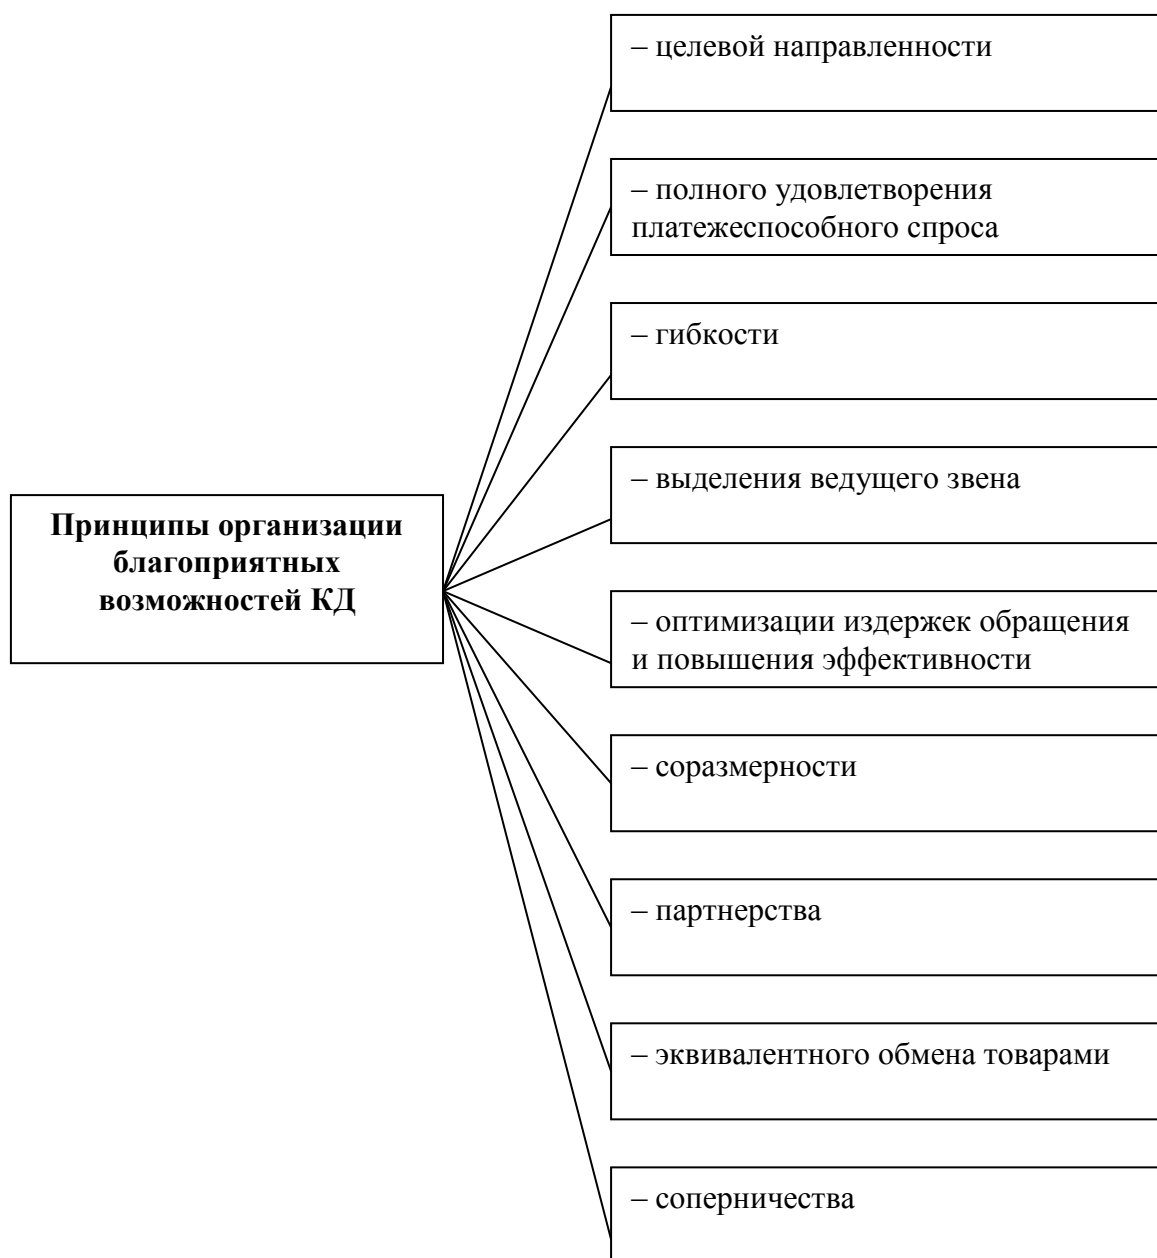 – целевой направленности
– полного удовлетворения
платежеспособного спроса
– гибкости
– выделения ведущего звена
Принципы организации
благоприятных
возможностей КД
– оптимизации издержек обращения
и повышения эффективности
– соразмерности
– партнерства
– эквивалентного обмена товарами
– соперничества